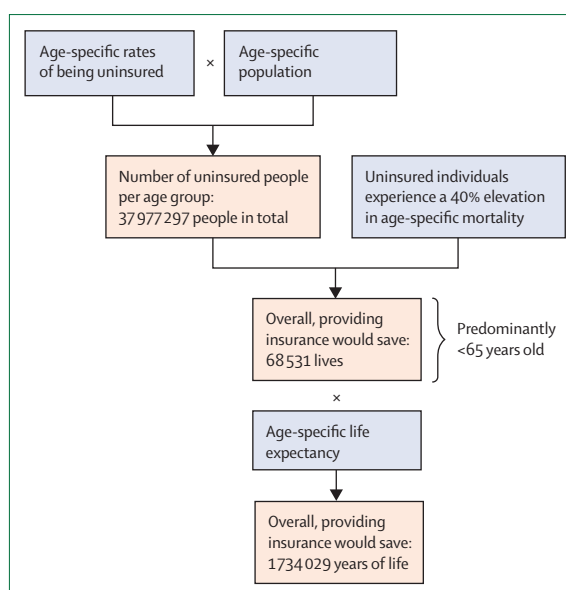 Age-specific rates
of being uninsured
×
Age-specific
population
Number of uninsured people
per age group:
37 977 297 people in total
Uninsured individuals
experience a 40% elevation
in age-specific mortality
Overall, providing
insurance would save:
68 531 lives
Predominantly
<65 years old
×
Age-specific life
expectancy
Overall, providing
insurance would save:
1734 029 years of life